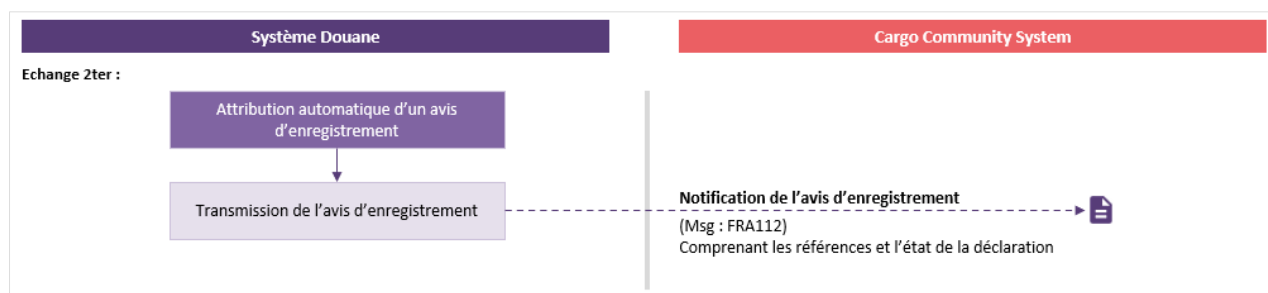 Système Douane
Cargo Community System
Echange 2ter :
Attribution automatique d’un avis
d’enregistrement
Transmission de l’avis d’enregistrement
Notification de l’avis d’enregistrement
(Msg : FRA112)
Comprenant les références et l’état de la déclaration